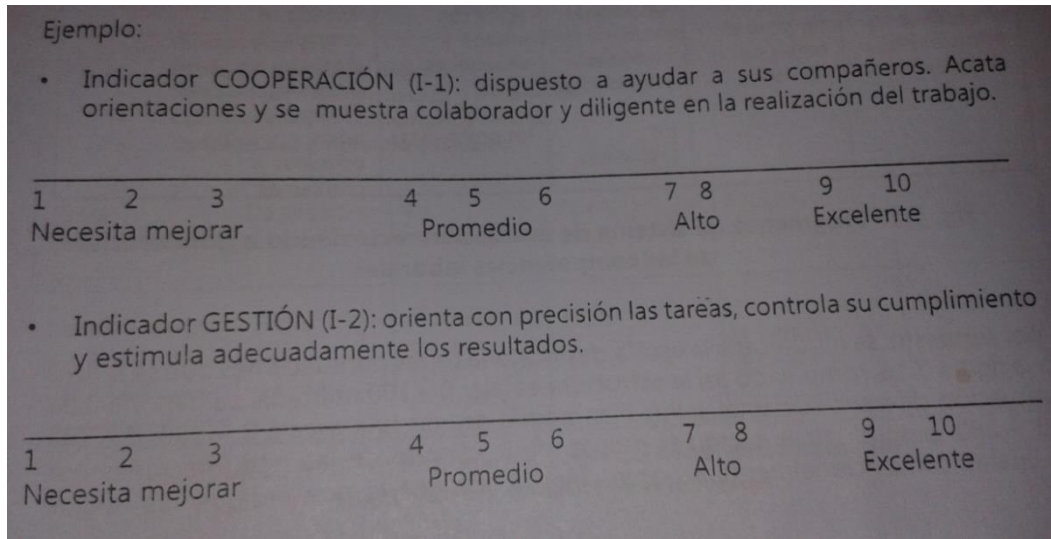 Ejemplo:
• Indicador COOPERACIÓN (I-1): dispuesto a ayudar a sus compañeros. Acata
orientaciones y se muestra colaborador y diligente en la realización del trabajo.
1 2 3 4 5 6 7 8 9 10
Necesita mejorar Promedio Alto Excelente
• Indicador GESTIÓN (I-2): orienta con precisión las tareas, controla su cumplimiento
y estimula adecuadamente los resultados.
1 2 3 4 5 6 7 8 9 10
Necesita mejorar Promedio Alto Excelente